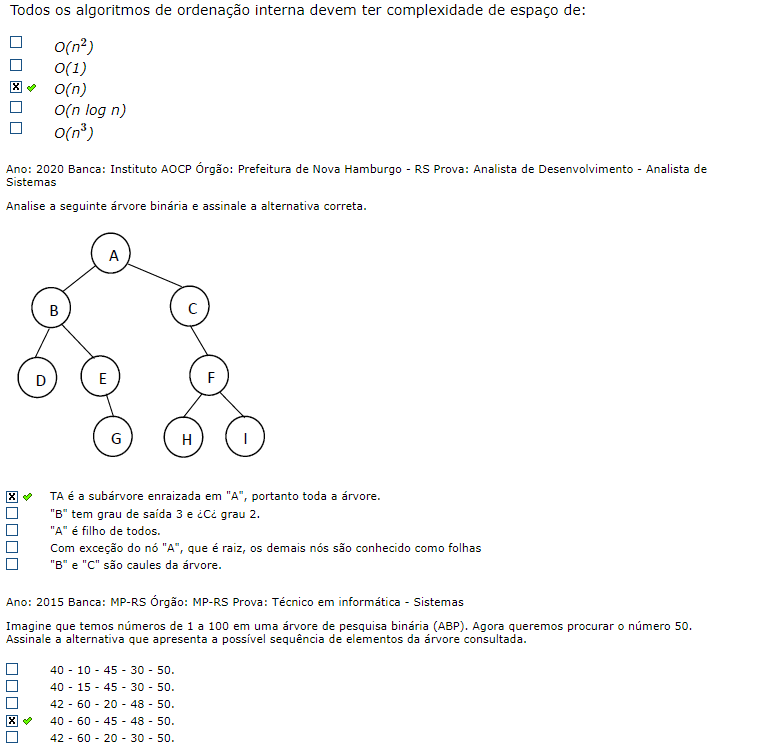 Todos os algoritmos de ordenação interna devem ter complexidade de espaço de:
O(n²)
O(1)
O(n)
O(n log n)
O(n³)
Ano: 2020 Banca: Instituto AOCP Órgão: Prefeitura de Nova Hamburgo - RS Prova: Analista de Desenvolvimento - Analista de
Sistemas
Analise a seguinte árvore binária e assinale a alternativa correta.
A
B
C
D
E
F
G
H
I
TA é a subárvore enraizada em "A", portanto toda a árvore.
"B" tem grau de saída 3 e ¿C¿ grau 2.
"A" é filho de todos.
Com exceção do nó "A", que é raiz, os demais nós são conhecido como folhas
"B" e "C" são caules da árvore.
Ano: 2015 Banca: MP-RS Órgão: MP-RS Prova: Técnico em informática - Sistemas
Imagine que temos números de 1 a 100 em uma árvore de pesquisa binária (ABP). Agora queremos procurar o número 50.
Assinale a alternativa que apresenta a possível sequência de elementos da árvore consultada.
40 - 10 - 45 - 30 - 50.
40 - 15 - 45 - 30 - 50.
42 - 60 - 20 - 48 - 50.
40 - 60 - 45 - 48 - 50.
42 - 60 - 20 - 30 - 50.